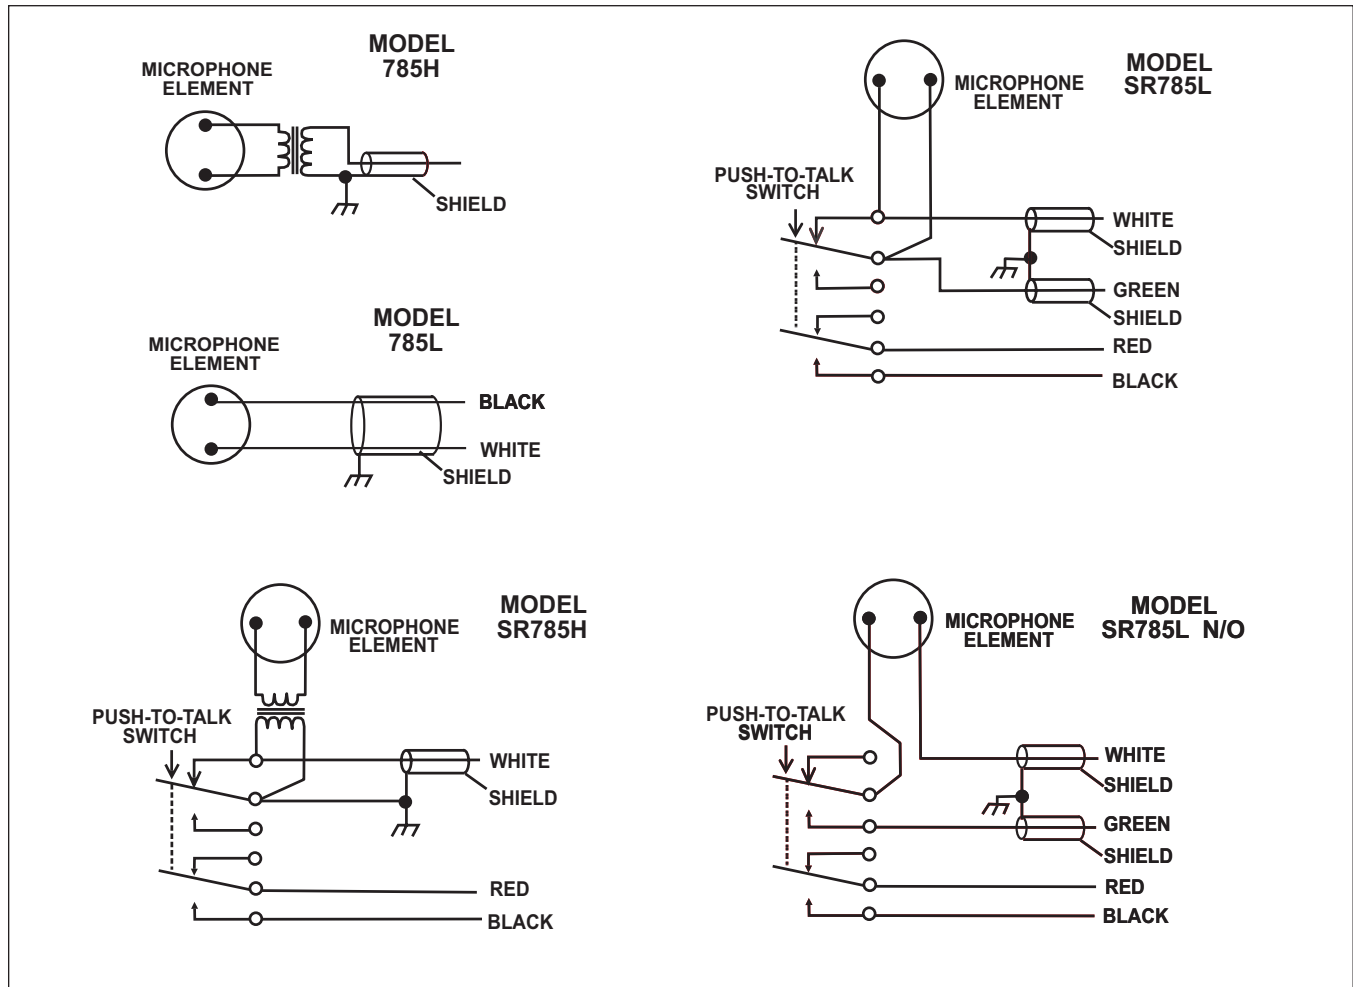 MODEL
785H
MICROPHONE
ELEMENT
SHIELD
MODEL
785L
MICROPHONE
ELEMENT
BLACK
WHITE
SHIELD
MODEL
SR785L
MICROPHONE
ELEMENT
PUSH-TO-TALK
SWITCH
WHITE
SHIELD
GREEN
SHIELD
RED
BLACK
MODEL
SR785H
MICROPHONE
ELEMENT
PUSH-TO-TALK
SWITCH
WHITE
SHIELD
RED
BLACK
MODEL
SR785L N/O
MICROPHONE
ELEMENT
PUSH-TO-TALK
SWITCH
WHITE
SHIELD
GREEN
SHIELD
RED
BLACK